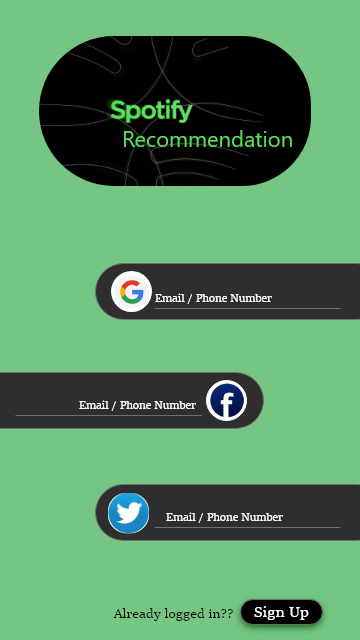 Spotify
Recommendation
Email / Phone Number
Email / Phone Number
Email / Phone Number
Already logged in??
Sign Up